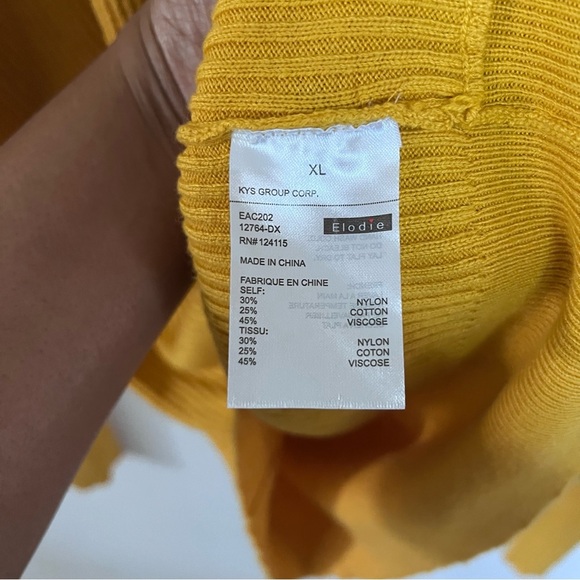 XL
KYS GROUP CORP.
EAC202
12764-DX
Elodie
RN#124115
MADE IN CHINA
FABRIQUE EN CHINE
SELF:
30% NYLON
25% COTTON
45% VISCOSE
TISSU:
30% NYLON
25% COTON
45% VISCOSE